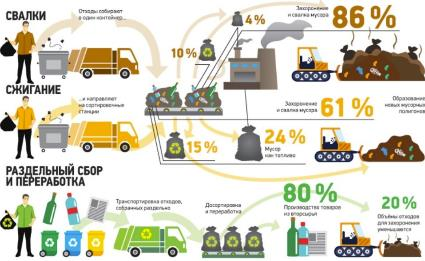 СВАЛКИ
Отходы собирают
в один контейнер...
4 %
Захоронение
и свалка мусора
86 %
10 %
СЖИГАНИЕ
...и направляют
на сортировочные
станции
15 %
24 %
Мусор
как топливо
Захоронение
и свалка мусора
61 %
Образование
новых мусорных
полигонов
РАЗДЕЛЬНЫЙ СБОР
И ПЕРЕРАБОТКА
Транспортировка отходов,
собранных раздельно
Досортировка
и переработка
80 %
Производство товаров
из вторсырья
20 %
Объёмы отходов
для захоронения
уменьшаются